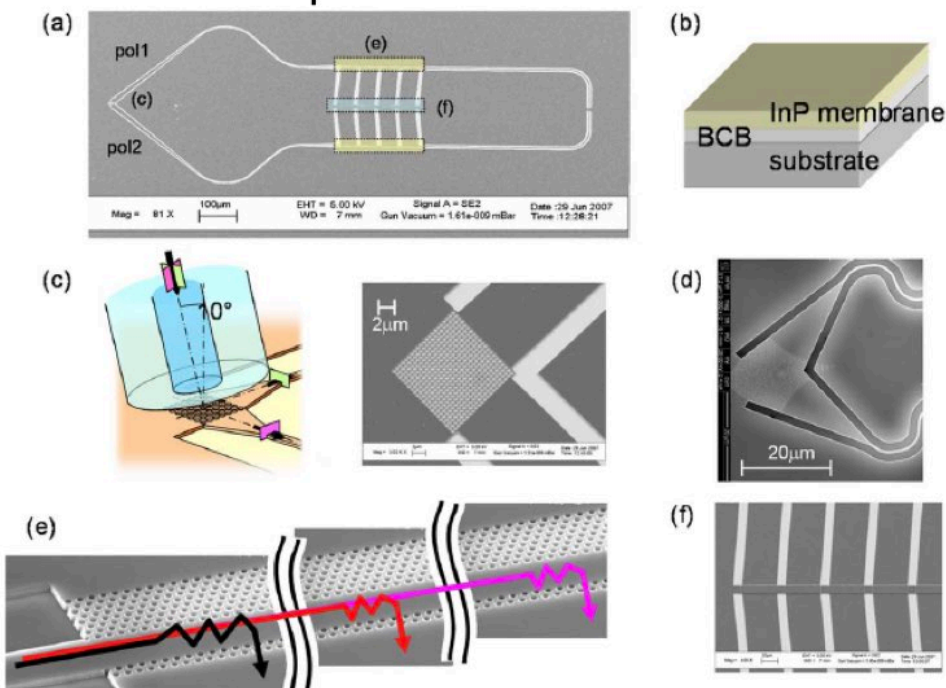 (a)
pol1
(c)
pol2
(e)
(f)
Mag = 81 X
100μm
EHT = 5.00 kV
WD = 7 mm
Signal A = SE2
Gun Vacuum = 1.61e-009 mBar
Date :29 Jun 2007
Time :12:26:21
(b)
InP membrane
BCB
substrate
(c)
10°
2μm
(d)
20μm
(e)
(f)